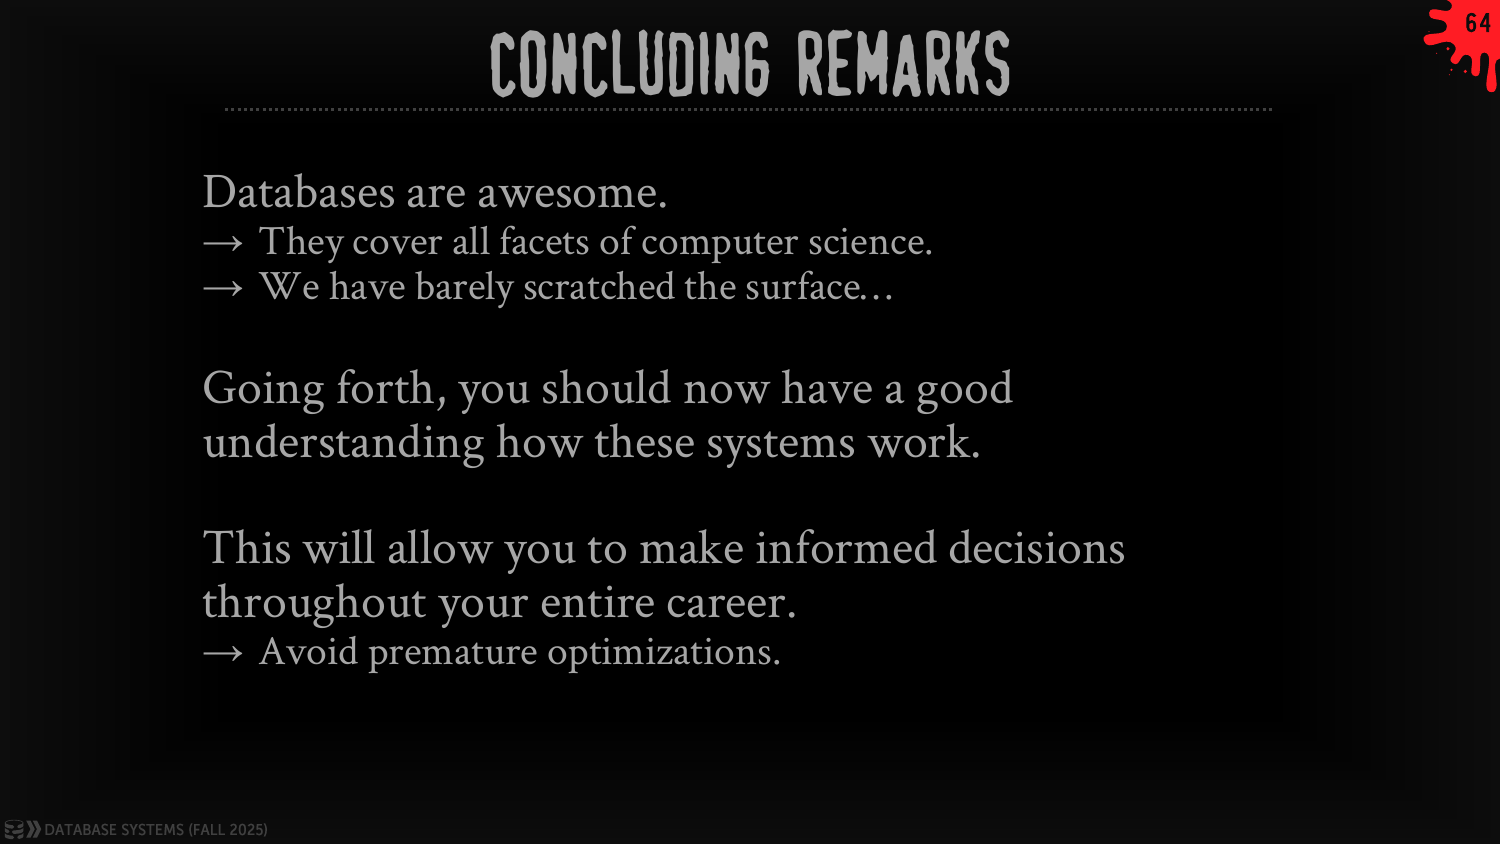 CONCLUDING REMARKS
64
Databases are awesome.
→ They cover all facets of computer science.
→ We have barely scratched the surface…
Going forth, you should now have a good
understanding how these systems work.
This will allow you to make informed decisions
throughout your entire career.
→ Avoid premature optimizations.
DATABASE SYSTEMS (FALL 2025)